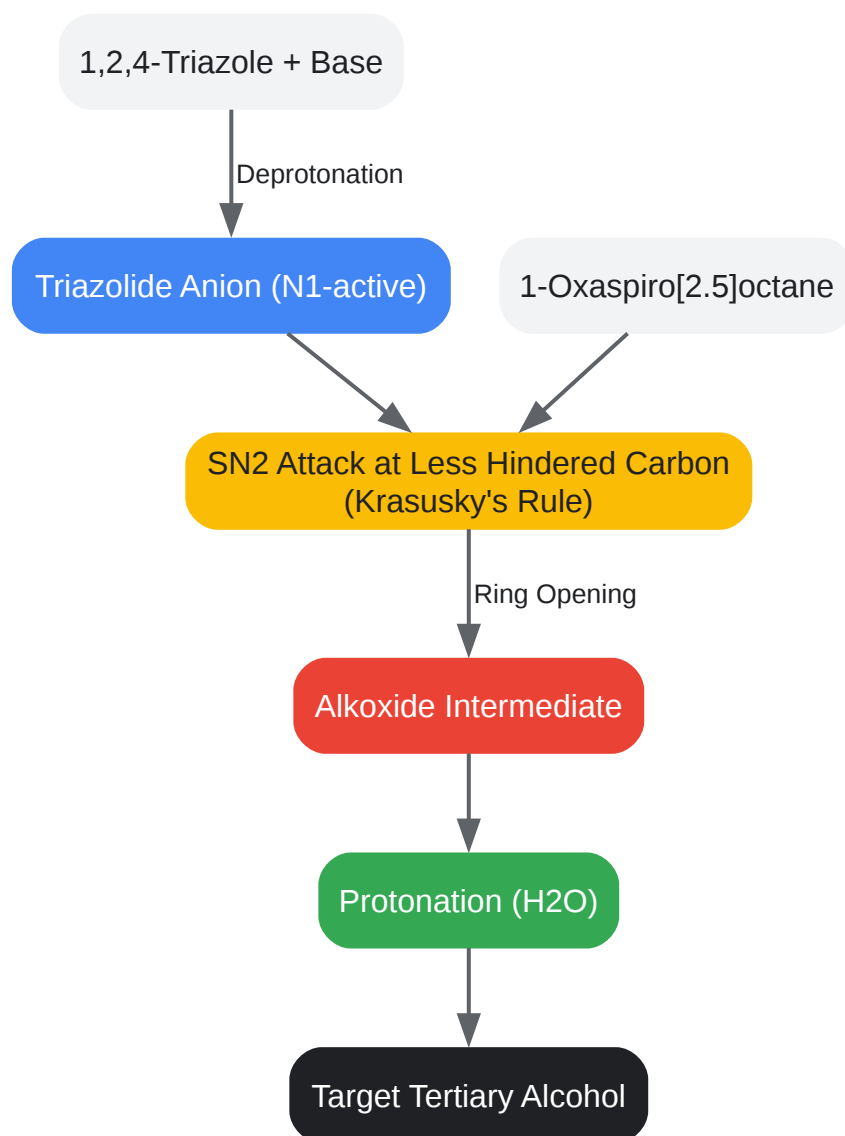 1,2,4-Triazole + Base
Deprotonation
Triazolide Anion (N1-active)
1-Oxaspiro[2.5]octane
SN2 Attack at Less Hindered Carbon
(Krasusky's Rule)
Ring Opening
Alkoxide Intermediate
Protonation (H2O)
Target Tertiary Alcohol